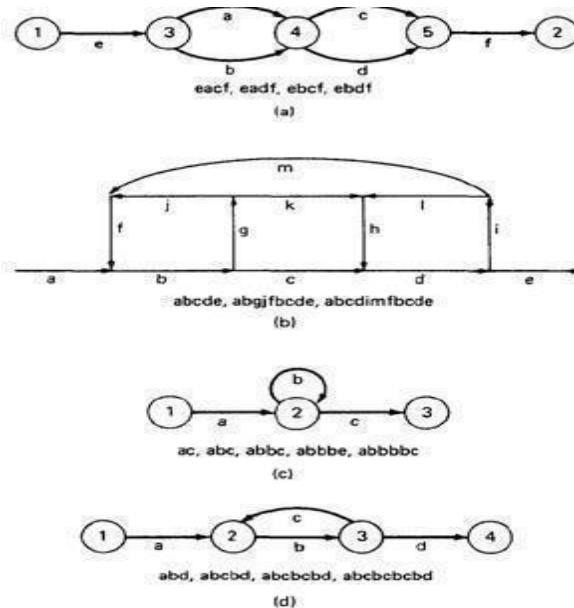 a c
1 3 4 5 2
e b d f
eacf, eadf, ebcf, ebdf
(a)
m
j k l
f g h i
a b c d e
abcde, abgjfbcde, abcdimfbcde
(b)
b
1 2 3
a c
ac, abc, abbc, abbbe, abbbbc
(c)
c
1 2 3 4
a b d
abd, abcbd, abcbcbd, abcbcbcbd
(d)